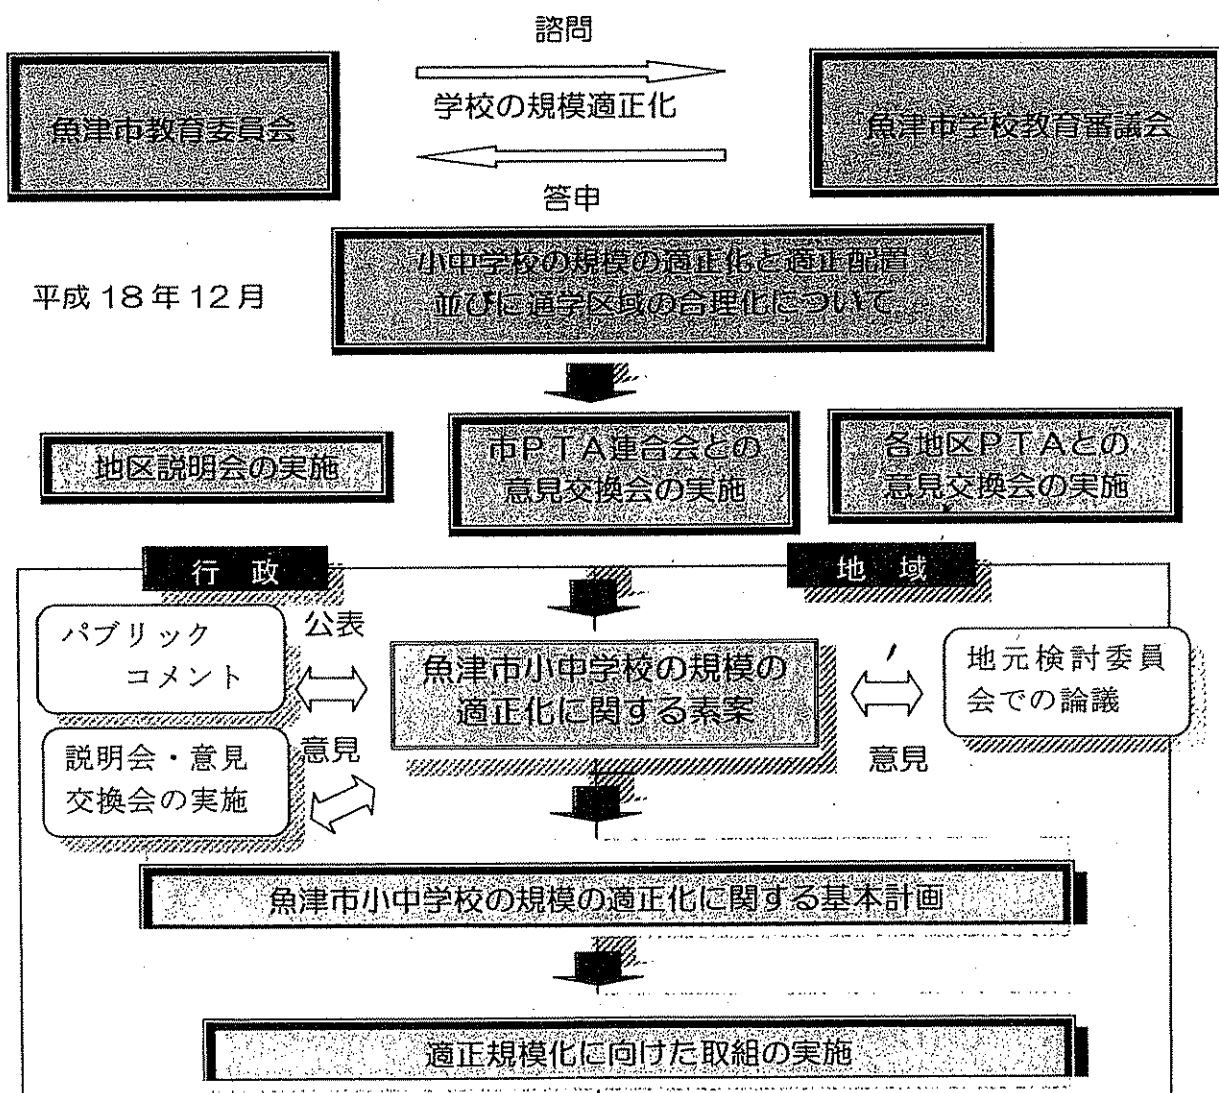 諮問
魚津市教育委員会
学校の規模適正化
魚津市学校教育審議会
答申
平成18年12月
小中学校の規模の適正化と適正配置
並びに通学区域の合理化について
地区説明会の実施
市PTA連合会との
意見交換会の実施
各地区PTAとの
意見交換会の実施
行政
地域
パブリック
コメント
公表
魚津市小中学校の規模の
適正化に関する素案
地元検討委員
会での論議
意見
説明会・意見
交換会の実施
意見
魚津市小中学校の規模の適正化に関する基本計画
適正規模化に向けた取組の実施